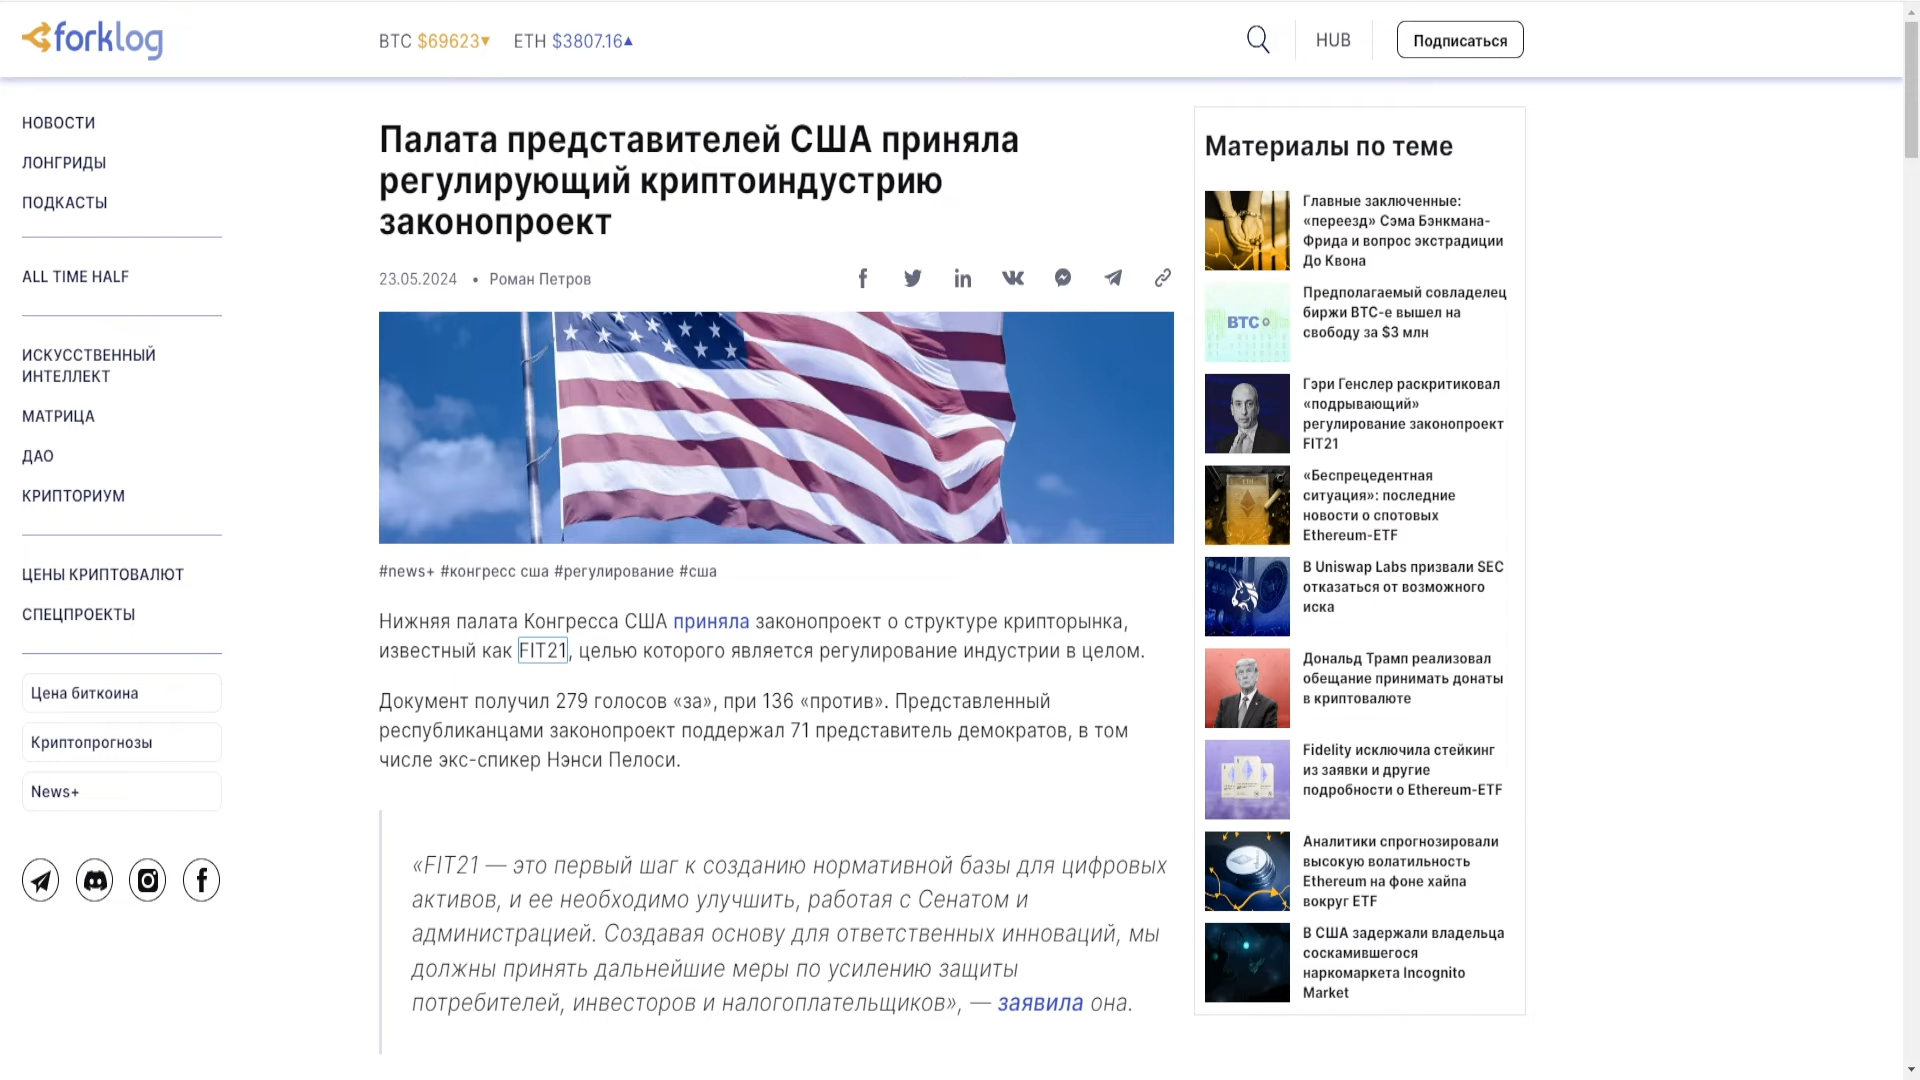 forklog
BTC $69623▼ ETH $3807.16▲
HUB
Подписаться
НОВОСТИ
ЛОНГРИДЫ
ПОДКАСТЫ
ALL TIME HALF
ИСКУССТВЕННЫЙ
ИНТЕЛЛЕКТ
МАТРИЦА
ДАО
КРИПТОРИУМ
ЦЕНЫ КРИПТОВАЛЮТ
СПЕЦПРОЕКТЫ
Цена биткоина
Криптопрогнозы
News+
Палата представителей США приняла
регулирующий криптоиндустрию
законопроект
23.05.2024 • Роман Петров
#news+ #конгресс сша #регулирование #сша
Нижняя палата Конгресса США приняла законопроект о структуре крипторынка,
известный как FIT21, целью которого является регулирование индустрии в целом.
Документ получил 279 голосов «за», при 136 «против». Представленный
республиканцами законопроект поддержал 71 представитель демократов, в том
числе экс-спикер Нэнси Пелоси.
«FIT21 — это первый шаг к созданию нормативной базы для цифровых
активов, и ее необходимо улучшить, работая с Сенатом и
администрацией. Создавая основу для ответственных инноваций, мы
должны принять дальнейшие меры по усилению защиты
потребителей, инвесторов и налогоплательщиков», — заявила она.
Материалы по теме
Главные заключенные:
«переезд» Сэма Бэнкмана-
Фрида и вопрос экстрадиции
До Квона
BTC
Предполагаемый совладелец
биржи BTC-e вышел на
свободу за $3 млн
Гэри Генслер раскритиковал
«подрывающий»
регулирование законопроект
FIT21
«Беспрецедентная
ситуация»: последние
новости о спотовых
Ethereum-ETF
В Uniswap Labs призвали SEC
отказаться от возможного
иска
Дональд Трамп реализовал
обещание принимать донаты
в криптовалюте
Fidelity исключила стейкинг
из заявки и другие
подробности о Ethereum-ETF
Аналитики спрогнозировали
высокую волатильность
Ethereum на фоне хайпа
вокруг ETF
В США задержали владельца
соскамившегося
наркомаркета Incognito
Market